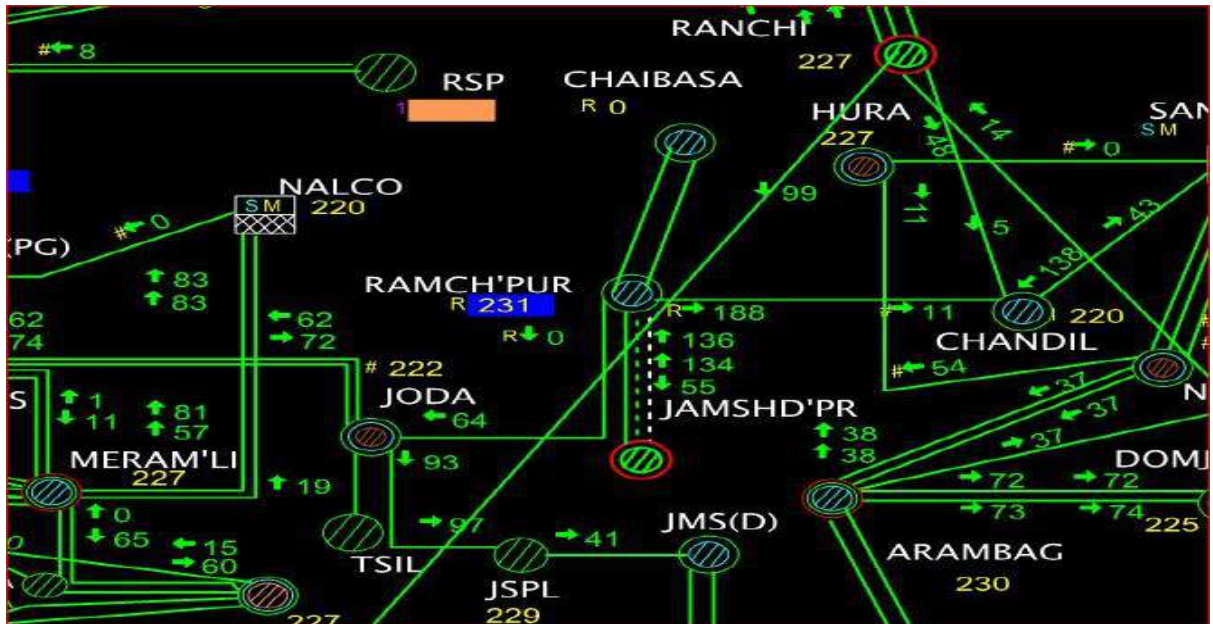 RANCHI
227
# ← 8
RSP
1
CHAIBASA
R 0
HURA
227
SAN
S M
# → 0
↓ 48
↖ 14
↓ 99
↓ 11
↓ 5
↗ 43
↙ 138
NALCO
S M
220
# ← 0
(PG)
↑ 83
↑ 83
RAMCH'PUR
R 231
R ↓ 0
R → 188
# → 11
220
CHANDIL
62
74
← 62
→ 72
# 222
↑ 136
↑ 134
↓ 55
# ← 54
JODA
← 64
JAMSHD'PR
S
↑ 1
↓ 11
↑ 81
↑ 57
↑ 38
↑ 38
← 37
← 37
→ 37
N
MERAM'LI
227
↓ 93
DOMJ
↑ 19
→ 72
→ 72
→ 73
→ 74
225
↑ 0
↓ 65
← 15
→ 60
→ 97
→ 41
JMS(D)
TSIL
ARAMBAG
230
JSPL
229
227